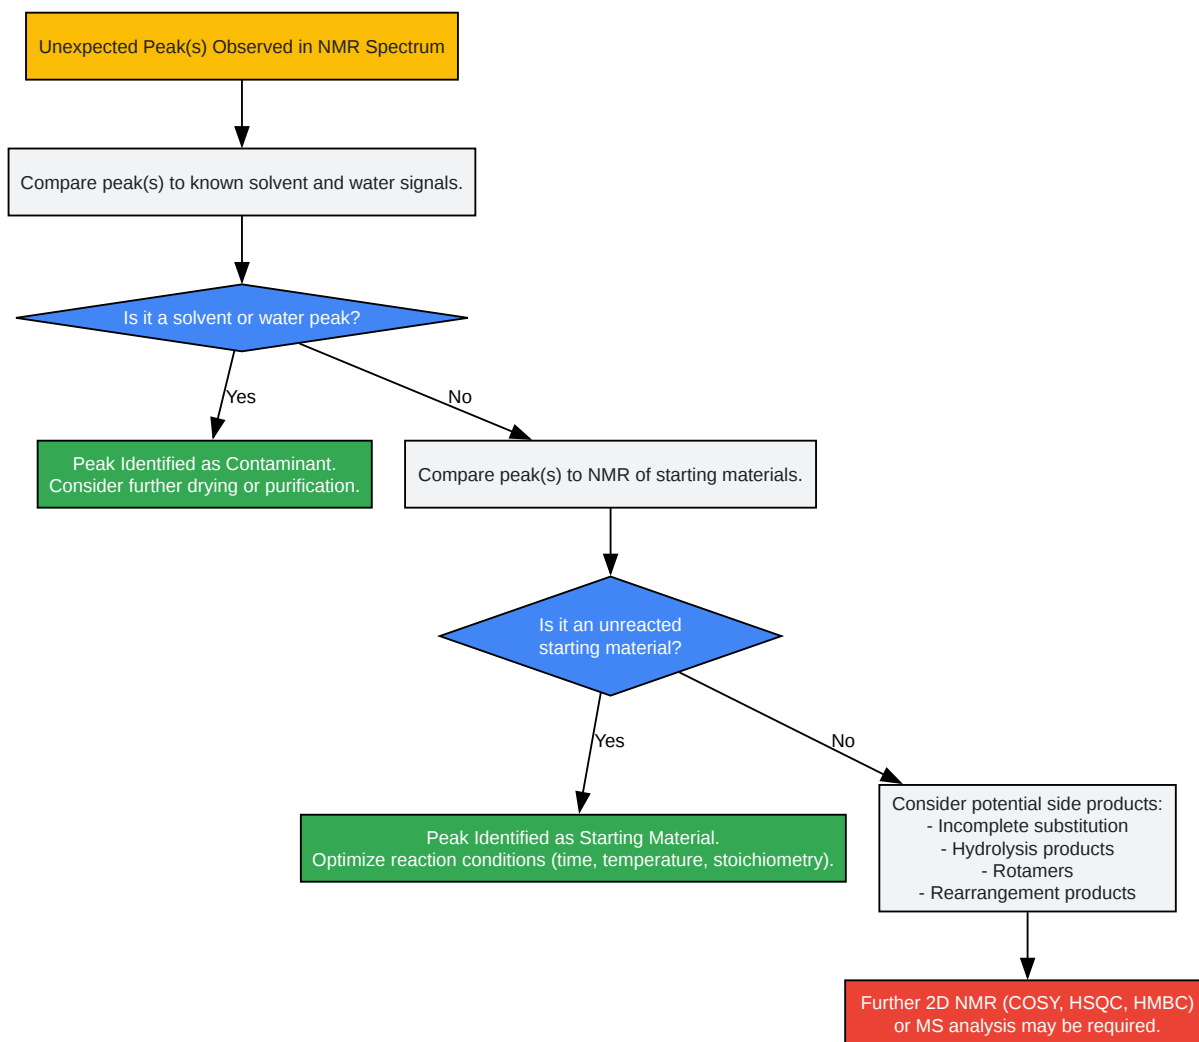 Unexpected Peak(s) Observed in NMR Spectrum
Compare peak(s) to known solvent and water signals.
Is it a solvent or water peak?
Yes
No
Peak Identified as Contaminant.
Consider further drying or purification.
Compare peak(s) to NMR of starting materials.
Is it an unreacted
starting material?
Yes
No
Peak Identified as Starting Material.
Optimize reaction conditions (time, temperature, stoichiometry).
Consider potential side products:
- Incomplete substitution
- Hydrolysis products
- Rotamers
- Rearrangement products
Further 2D NMR (COSY, HSQC, HMBC)
or MS analysis may be required.